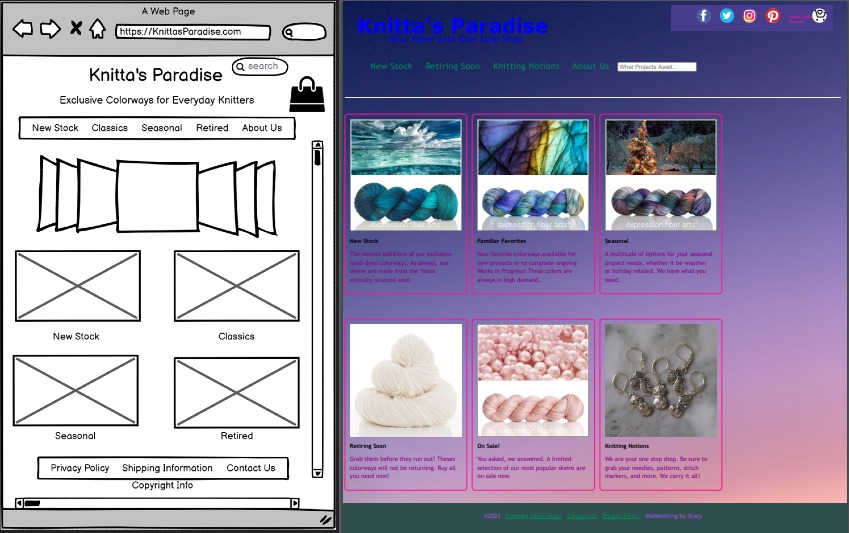 A Web Page
https://KnittasParadise.com
Knitta's Paradise
search
Exclusive Colorways for Everyday Knitters
New Stock Classics Seasonal Retired About Us
New Stock Classics
Seasonal Retired
Privacy Policy Shipping Information Contact Us
Copyright Info
Knitta's Paradise
Your Fiber Arts One Stop Shop
New Stock Retiring Soon Knitting Notions About Us What Projects Await...
expression fiber arts
expression fiber arts
expression fiber arts
New Stock
The newest additions of our exclusive
hand-dyed colorways. As always, our
skeins are made from the finest
ethically sourced wool.
Familiar Favorites
Your favorite colorways available for
new projects or to complete ongoing
Works in Progress! These colors are
always in high demand.
Seasonal
A multitude of options for your seasonal
project needs, whether it be weather
or holiday related. We have what you
need.
Retiring Soon
Grab them before they run out! Theses
colorways will not be returning. Buy all
you need now!
On Sale!
You asked, we answered. A limited
selection of our most popular skeins are
on sale now.
Knitting Notions
We are your one stop shop. Be sure to
grab your needles, patterns, stitch
markers, and more. We carry it all!
©2021 Shipping Information Contact Us Privacy Policy Webknitting by Stacy